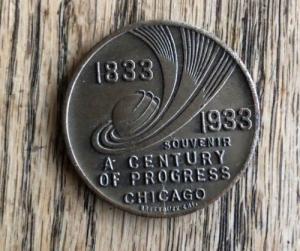 1833
1933
SOUVENIR
A CENTURY
OF PROGRESS
CHICAGO